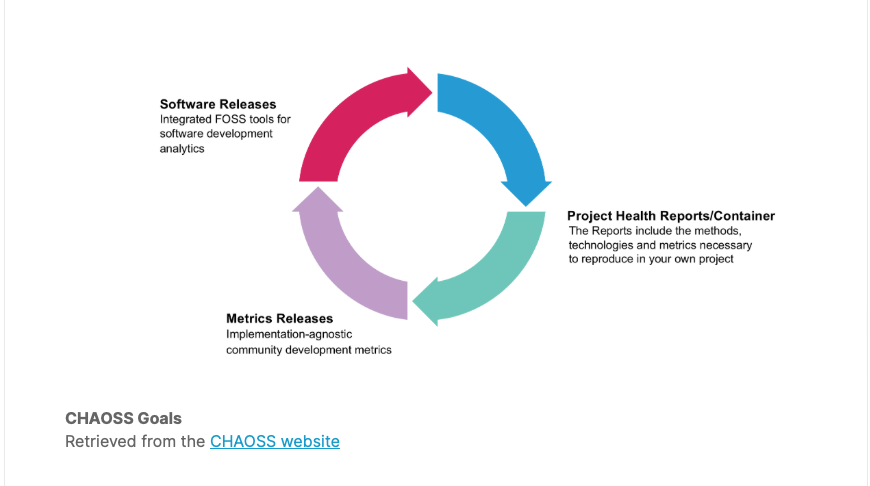 Software Releases
Integrated FOSS tools for
software development
analytics
Project Health Reports/Container
The Reports include the methods,
technologies and metrics necessary
to reproduce in your own project
Metrics Releases
Implementation-agnostic
community development metrics
CHAOSS Goals
Retrieved from the CHAOSS website